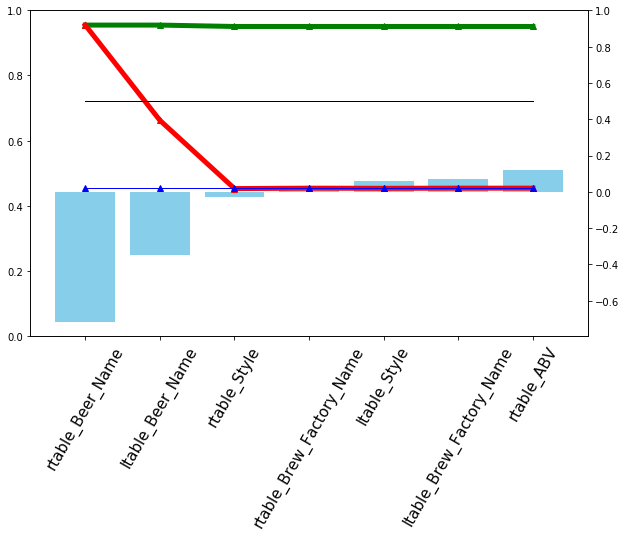 1.0
0.8
0.6
0.4
0.2
0.0
1.0
0.8
0.6
0.4
0.2
0.0
−0.2
−0.4
−0.6
rtable_Beer_Name
ltable_Beer_Name
rtable_Style
rtable_Brew_Factory_Name
ltable_Style
ltable_Brew_Factory_Name
rtable_ABV